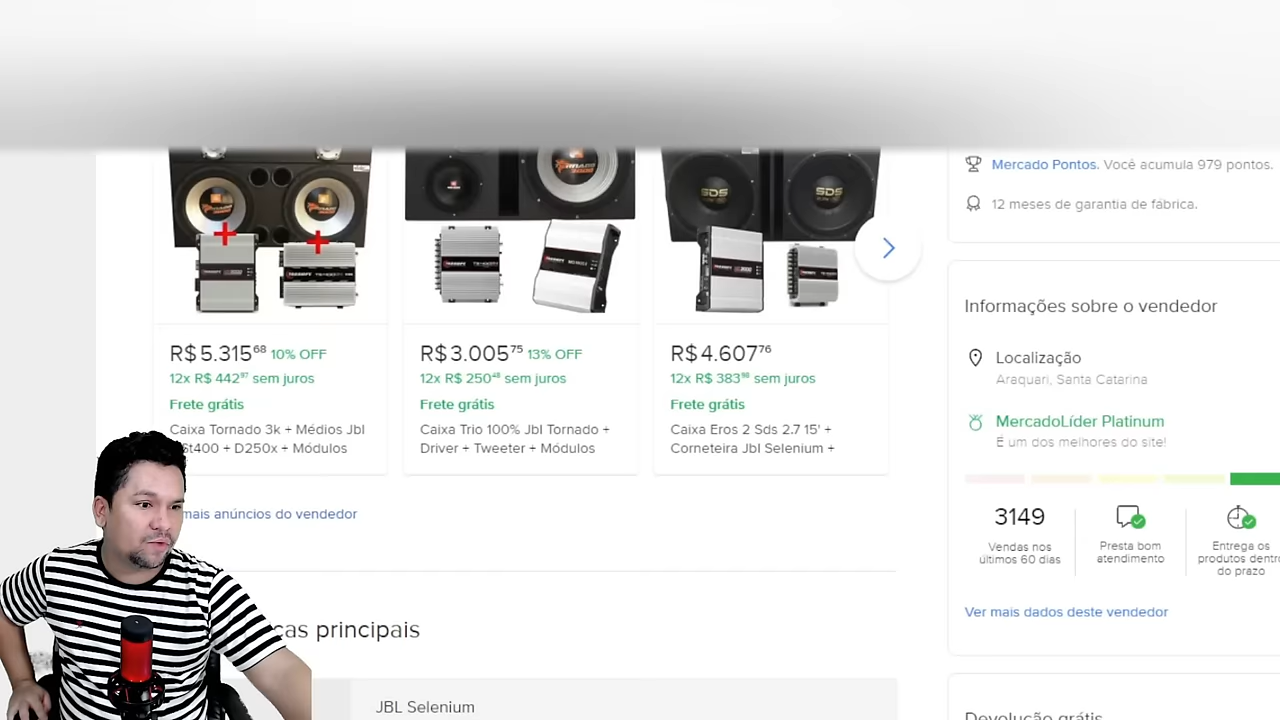 Mercado Pontos. Você acumula 979 pontos.
12 meses de garantia de fábrica.
R$ 5.315 68 10% OFF
12x R$ 442 97 sem juros
Frete grátis
Caixa Tornado 3k + Médios Jbl
St400 + D250x + Módulos
R$ 3.005 75 13% OFF
12x R$ 250 48 sem juros
Frete grátis
Caixa Trio 100% Jbl Tornado +
Driver + Tweeter + Módulos
R$ 4.607 76
12x R$ 383 98 sem juros
Frete grátis
Caixa Eros 2 Sds 2.7 15' +
Corneteira Jbl Selenium +
mais anúncios do vendedor
cas principais
JBL Selenium
Informações sobre o vendedor
Localização
Araquari, Santa Catarina
MercadoLíder Platinum
É um dos melhores do site!
3149
Vendas nos
últimos 60 dias
Presta bom
atendimento
Entrega os
produtos dentro
do prazo
Ver mais dados deste vendedor
Devolução grátis
SDS
SDS